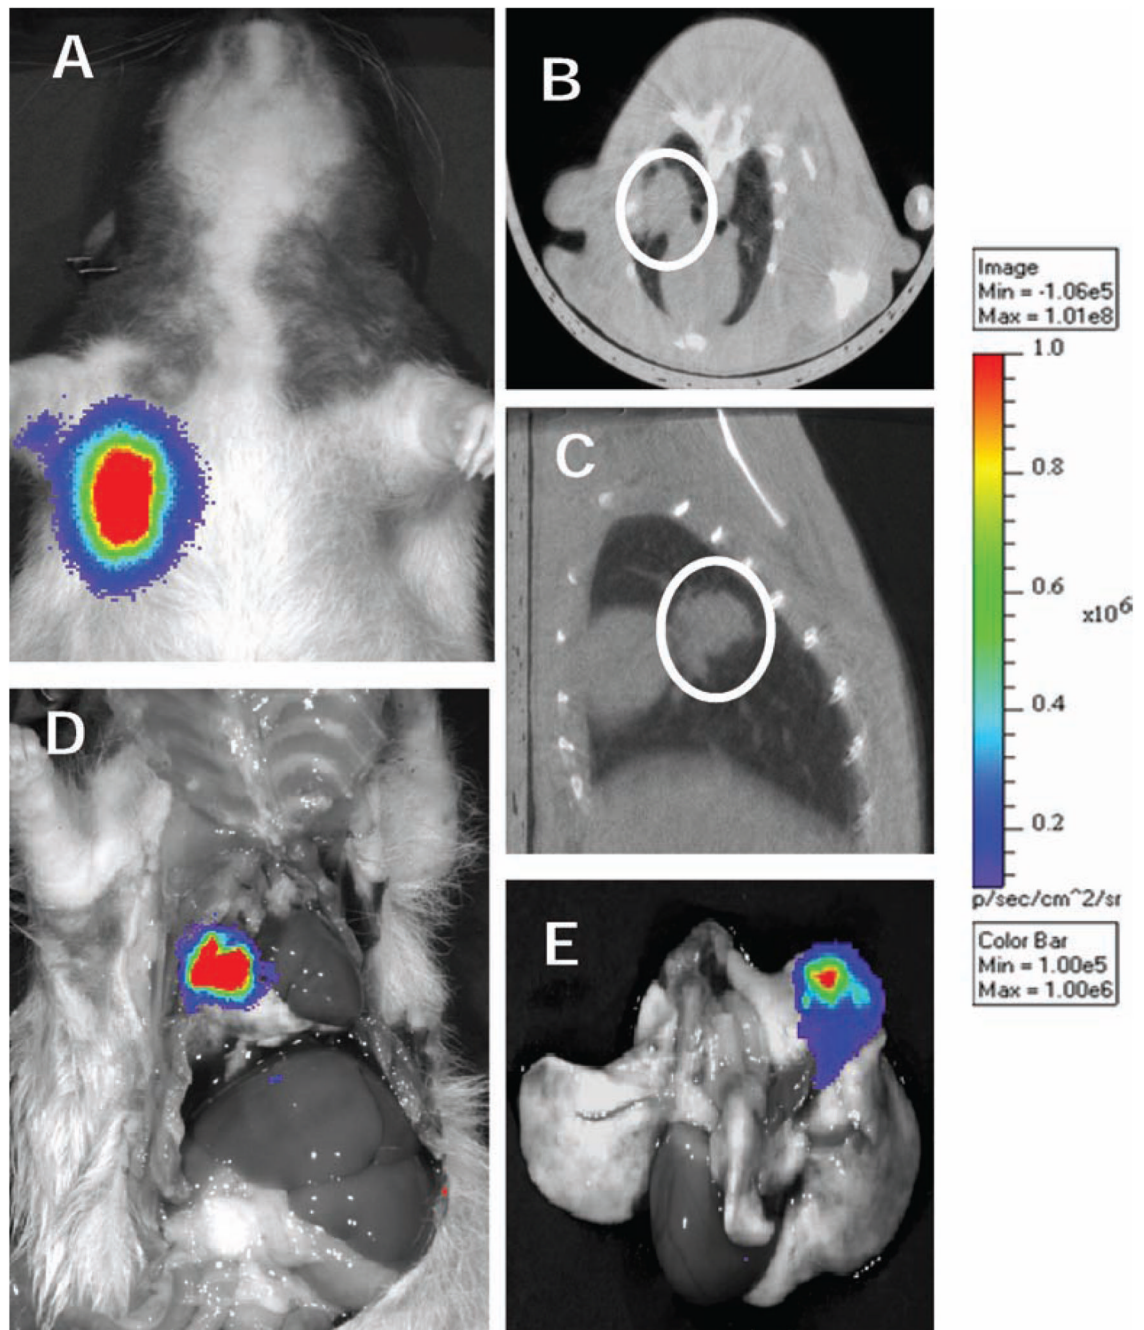 A
B
C
D
E
Image
Min = -1.06e5
Max = 1.01e8
1.0
0.8
0.6
x10^6
0.4
0.2
p/sec/cm^2/sr
Color Bar
Min = 1.00e5
Max = 1.00e6